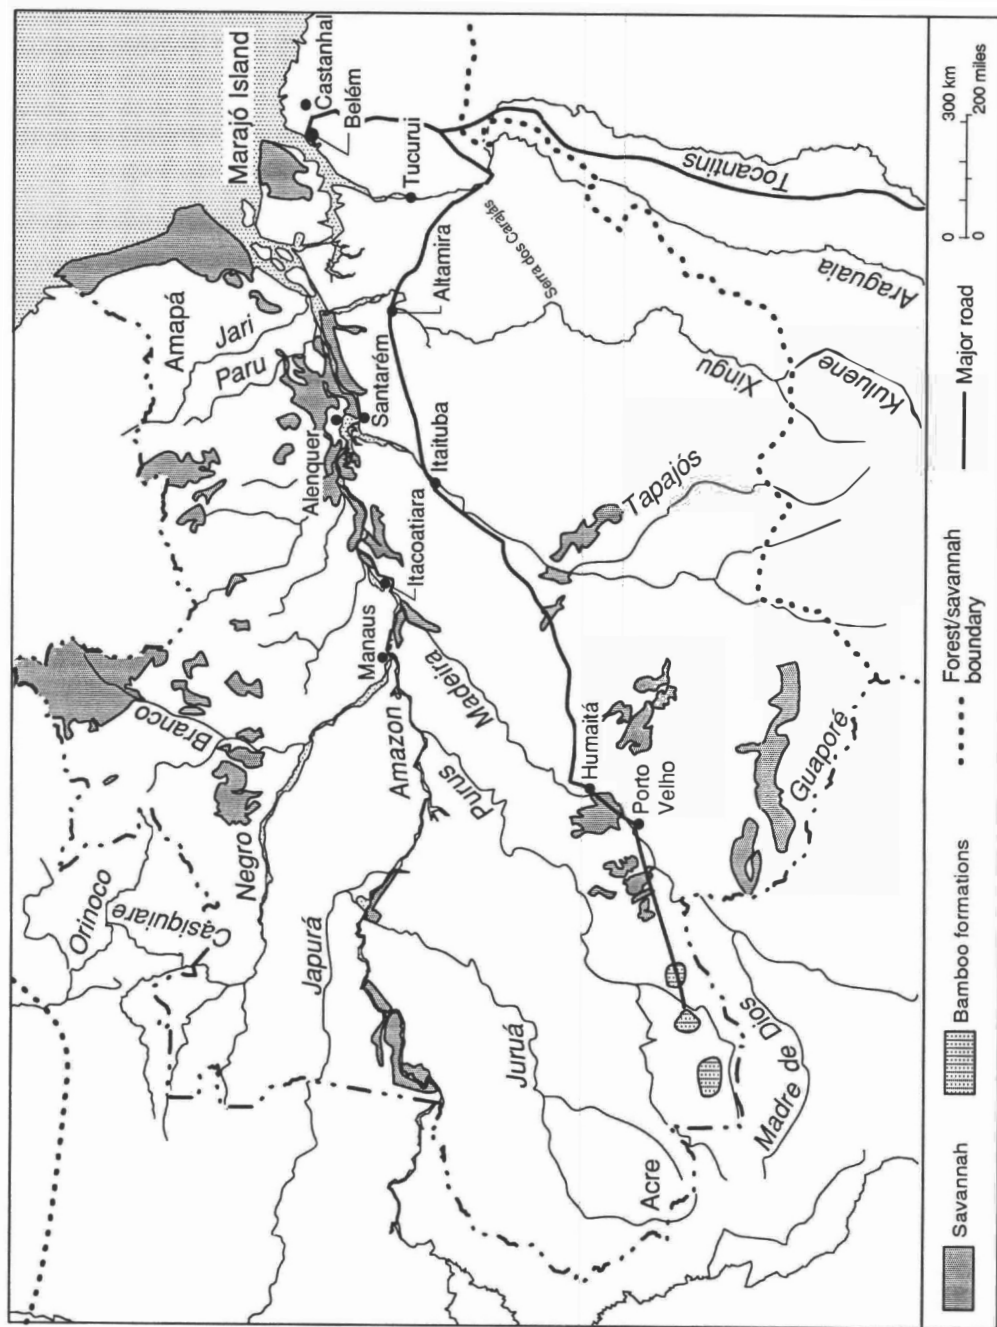 Marajó Island
Castanhal
Belém
Tucurui
Amapá
Jari
Paru
Alenquer
Santarém
Altamira
Serra dos Carajás
Tocantins
Araguaia
Xingu
Kuluene
Itaituba
Tapajós
Itacoatiara
Manaus
Branco
Negro
Amazon
Madeira
Purus
Humaitá
Porto
Velho
Guaporé
Orinoco
Casiquiare
Japurá
Juruá
Acre
Madre de Dios
Savannah
Bamboo formations
Forest/savannah
boundary
Major road
0 300 km
0 200 miles